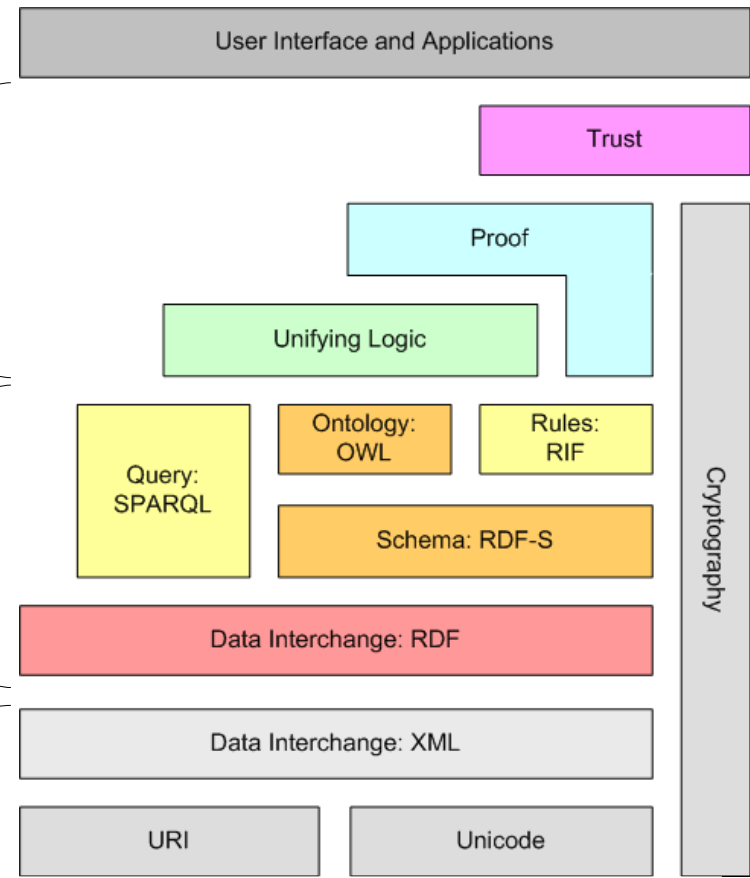 User Interface and Applications
Trust
Proof
Unifying Logic
Ontology:
OWL
Rules:
RIF
Query:
SPARQL
Schema: RDF-S
Cryptography
Data Interchange: RDF
Data Interchange: XML
URI
Unicode